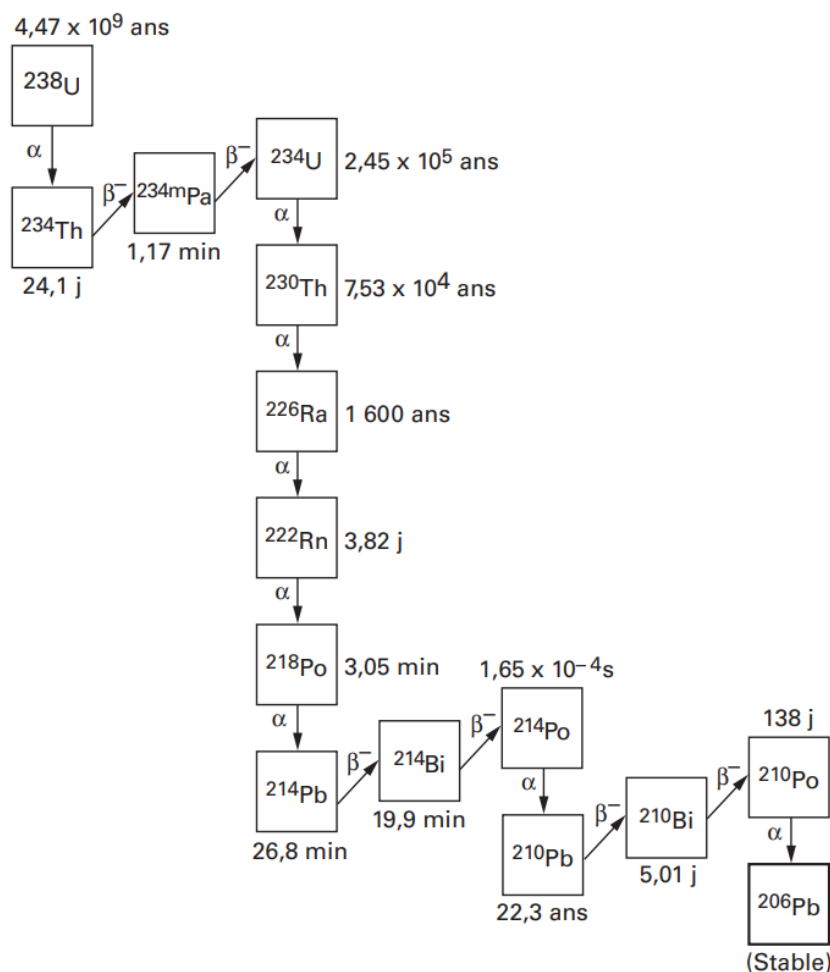 4,47 x 10⁹ ans
²³⁸U
α
²³⁴Th
24,1 j
β⁻
²³⁴ᵐPa
1,17 min
β⁻
²³⁴U
2,45 x 10⁵ ans
α
²³⁰Th
7,53 x 10⁴ ans
α
²²⁶Ra
1 600 ans
α
²²²Rn
3,82 j
α
²¹⁸Po
3,05 min
α
²¹⁴Pb
26,8 min
β⁻
²¹⁴Bi
19,9 min
β⁻
1,65 x 10⁻⁴s
²¹⁴Po
α
²¹⁰Pb
22,3 ans
β⁻
²¹⁰Bi
5,01 j
β⁻
138 j
²¹⁰Po
α
²⁰⁶Pb
(Stable)